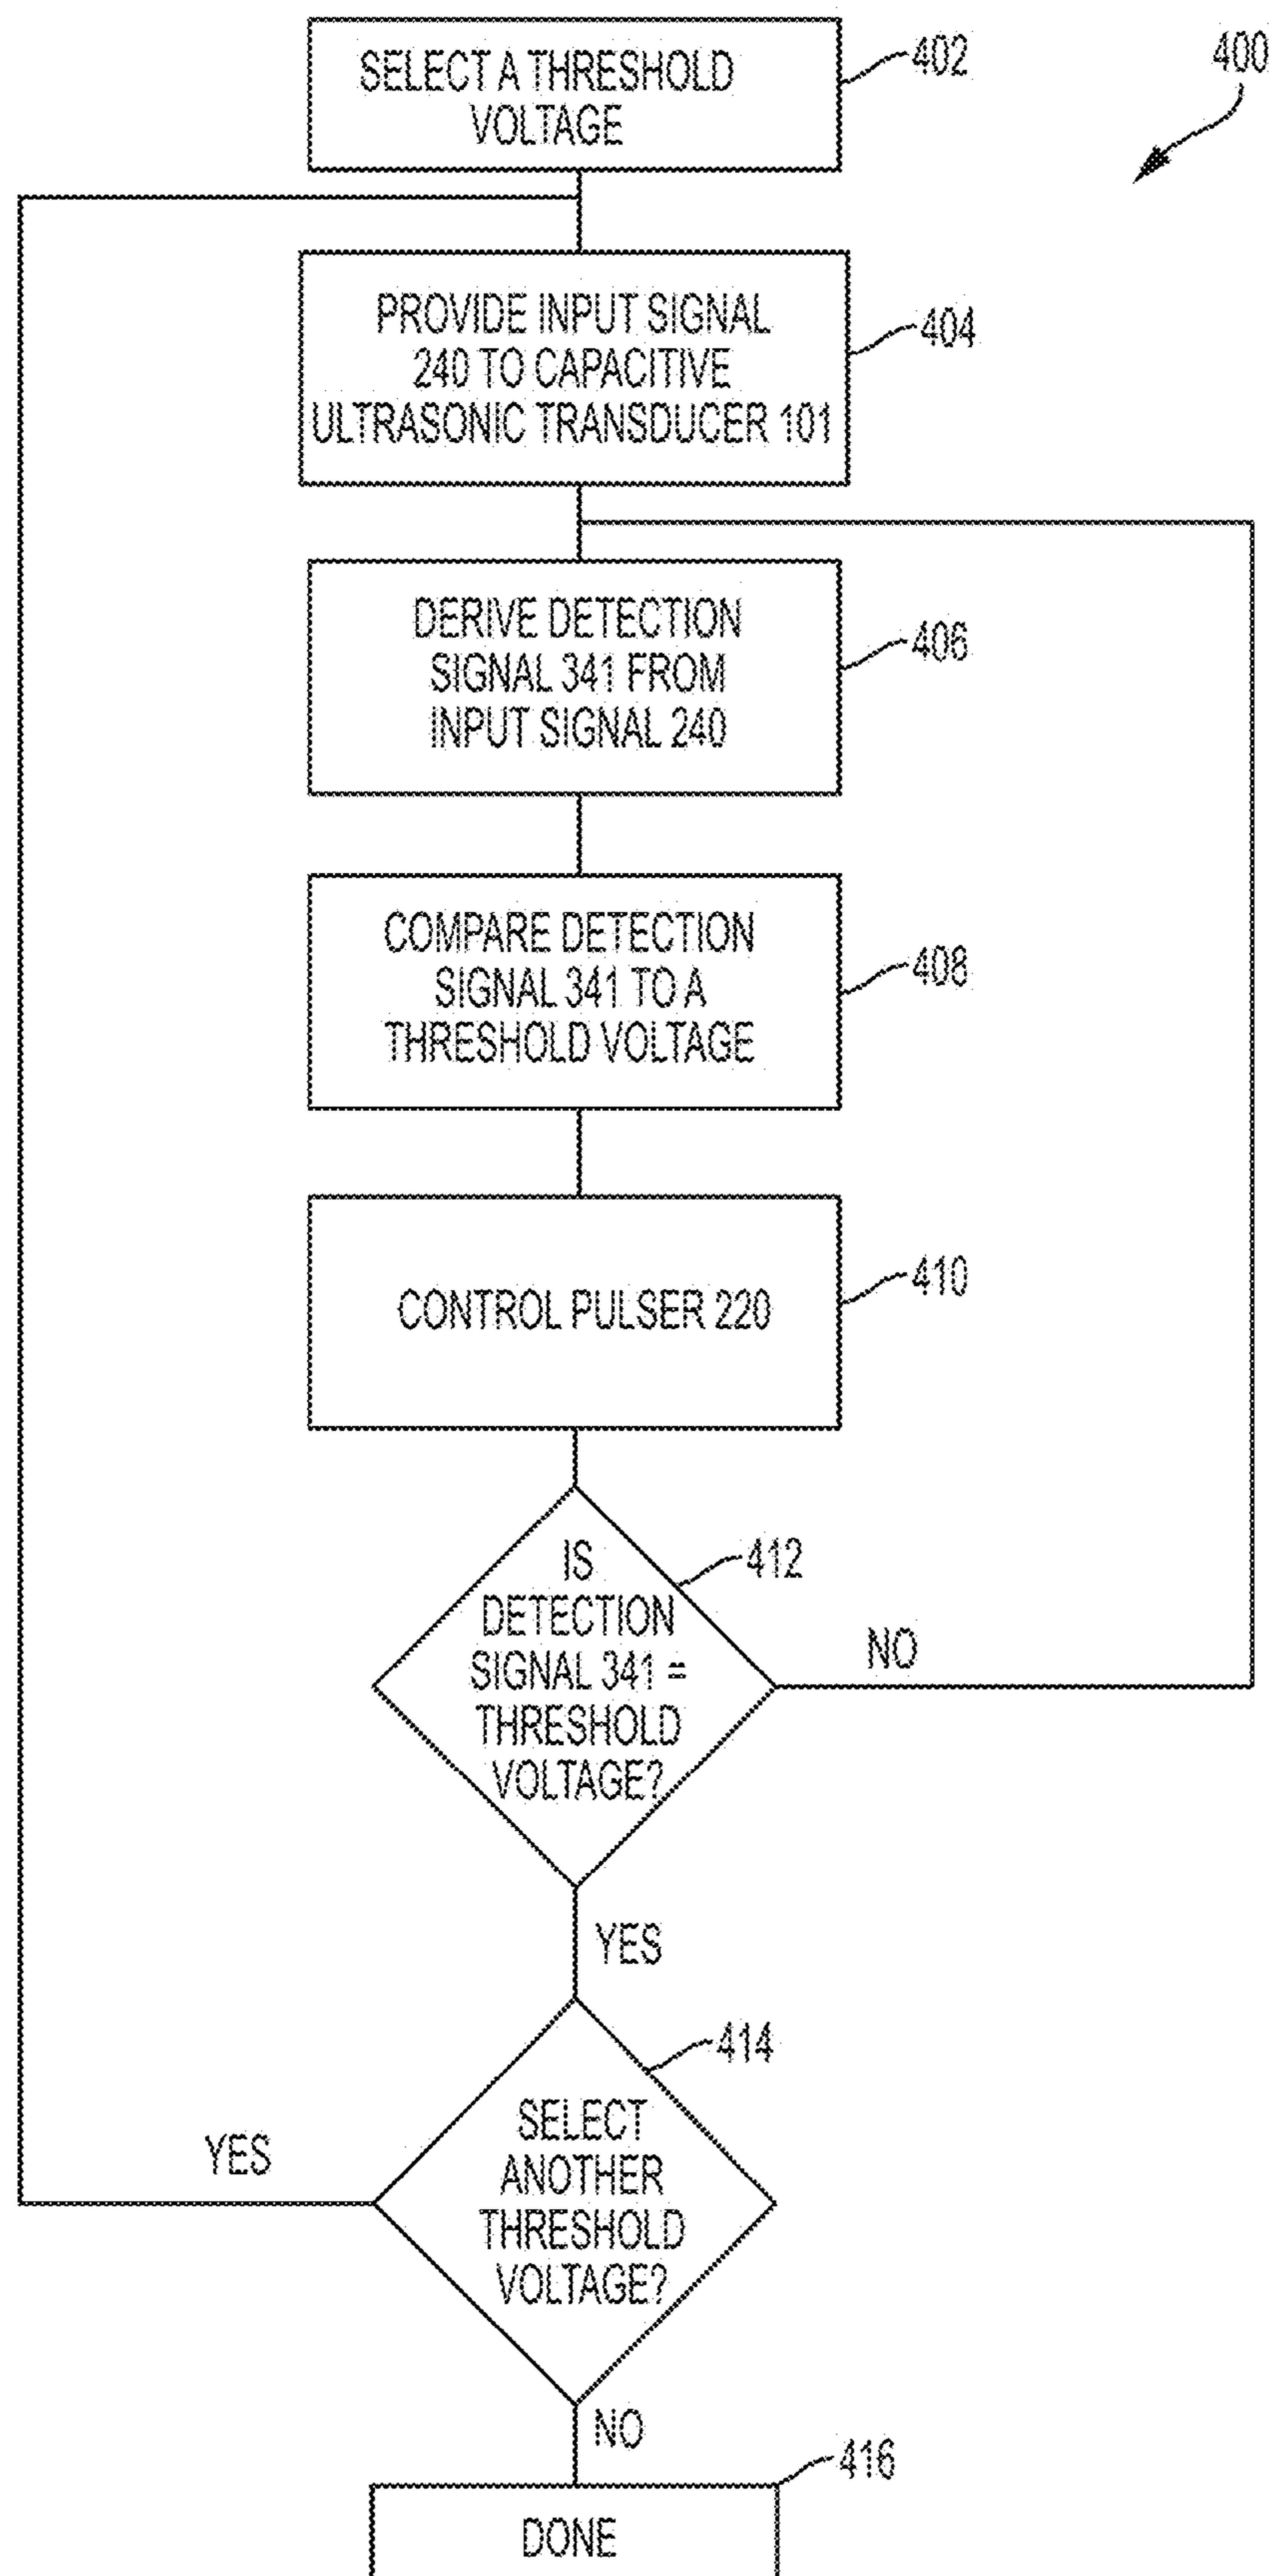 400
SELECT A THRESHOLD
VOLTAGE
402
PROVIDE INPUT SIGNAL
240 TO CAPACITIVE
ULTRASONIC TRANSDUCER 101
404
DERIVE DETECTION
SIGNAL 341 FROM
INPUT SIGNAL 240
406
COMPARE DETECTION
SIGNAL 341 TO A
THRESHOLD VOLTAGE
408
CONTROL PULSER 220
410
IS
DETECTION
SIGNAL 341 =
THRESHOLD
VOLTAGE?
412
NO
YES
SELECT
ANOTHER
THRESHOLD
VOLTAGE?
414
YES
NO
DONE
416